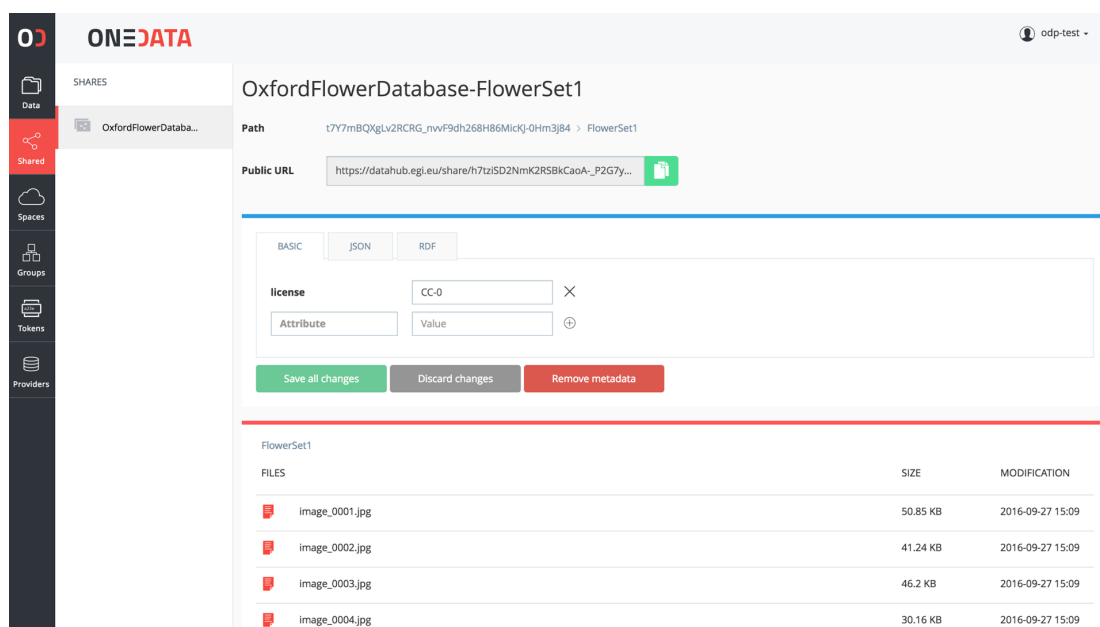 ONEDATA
odp-test
Data
Shared
Spaces
Groups
Tokens
Providers
SHARES
OxfordFlowerDataba...
OxfordFlowerDatabase-FlowerSet1
Path t7Y7mBQXgLv2RCRG_nvvF9dh268H86MicKJ-0Hm3j84 > FlowerSet1
Public URL https://datahub.egi.eu/share/h7tziSD2NmK2RSBkCaoA-_P2G7y...
BASIC JSON RDF
license CC-0
Attribute Value
Save all changes Discard changes Remove metadata
FlowerSet1
FILES SIZE MODIFICATION
image_0001.jpg 50.85 KB 2016-09-27 15:09
image_0002.jpg 41.24 KB 2016-09-27 15:09
image_0003.jpg 46.2 KB 2016-09-27 15:09
image_0004.jpg 30.16 KB 2016-09-27 15:09